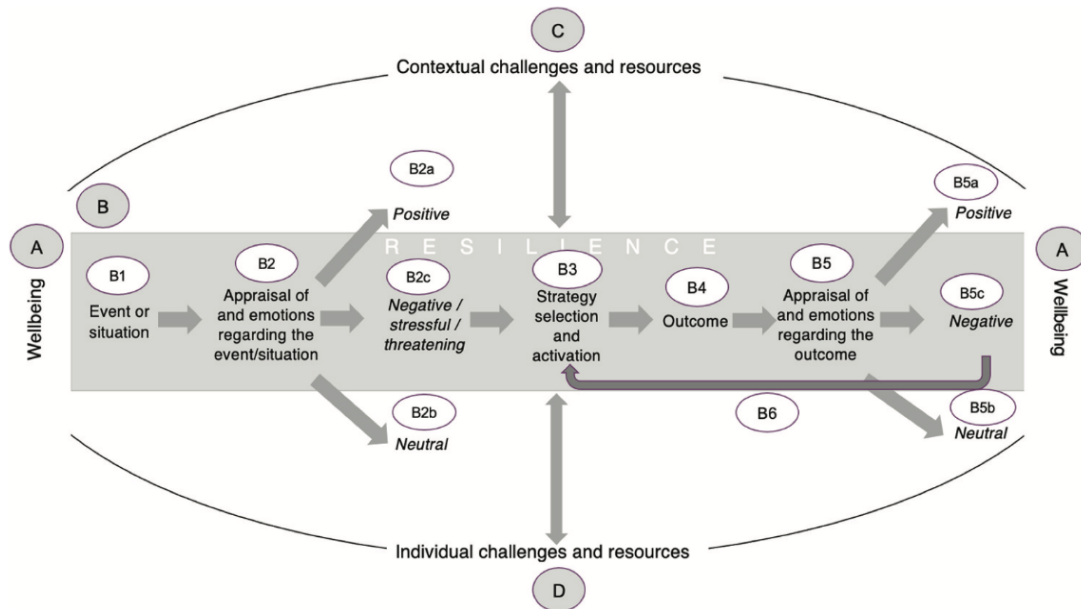 C
Contextual challenges and resources
B2a
Positive
B5a
Positive
B
A
Wellbeing
RESILIENCE
B1
Event or
situation
B2
Appraisal of
and emotions
regarding the
event/situation
B2c
Negative /
stressful /
threatening
B3
Strategy
selection
and
activation
B4
Outcome
B5
Appraisal of
and emotions
regarding the
outcome
B5c
Negative
A
Wellbeing
B2b
Neutral
B6
B5b
Neutral
Individual challenges and resources
D